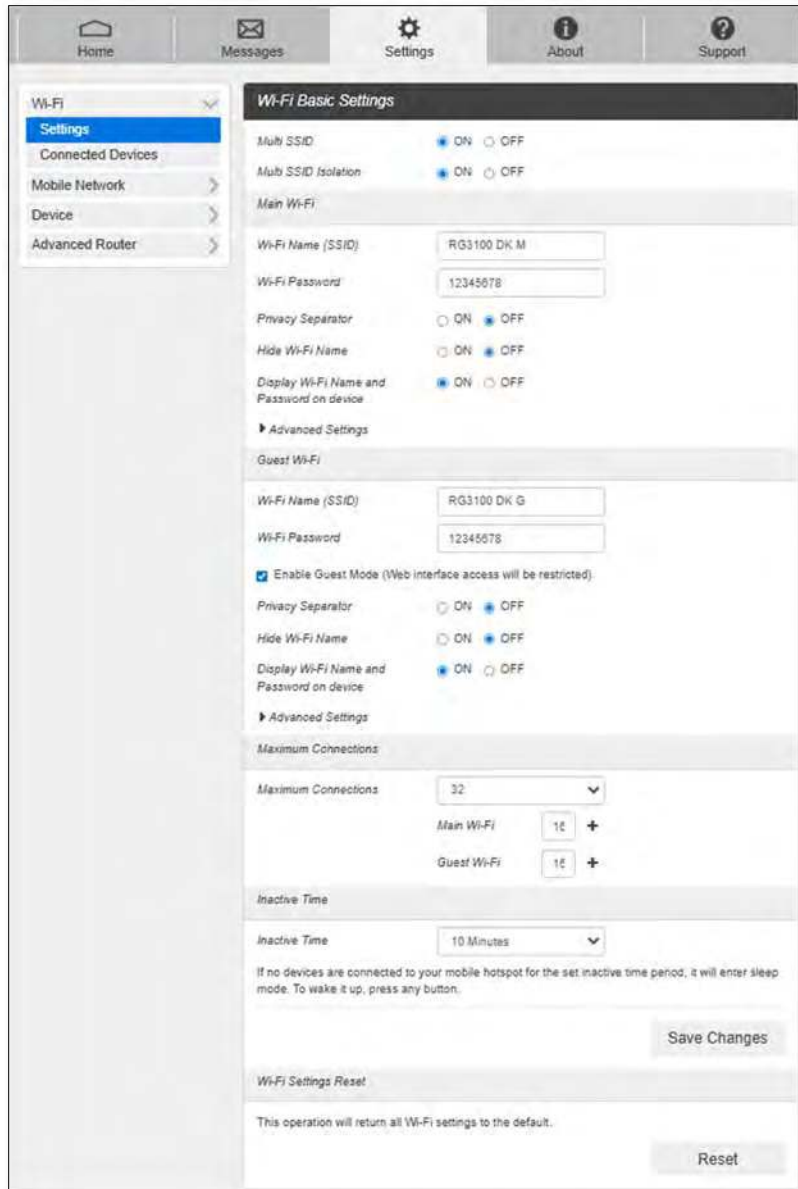 Home Messages Settings About Support
Wi-Fi
Settings
Connected Devices
Mobile Network
Device
Advanced Router
Wi-Fi Basic Settings
Multi SSID ON OFF
Multi SSID Isolation ON OFF
Main Wi-Fi
Wi-Fi Name (SSID) RG3100 DK M
Wi-Fi Password 12345678
Privacy Separator ON OFF
Hide Wi-Fi Name ON OFF
Display Wi-Fi Name and ON OFF
Password on device
Advanced Settings
Guest Wi-Fi
Wi-Fi Name (SSID) RG3100 DK G
Wi-Fi Password 12345678
Enable Guest Mode (Web interface access will be restricted)
Privacy Separator ON OFF
Hide Wi-Fi Name ON OFF
Display Wi-Fi Name and ON OFF
Password on device
Advanced Settings
Maximum Connections
Maximum Connections 32
Main Wi-Fi 16 +
Guest Wi-Fi 16 +
Inactive Time
Inactive Time 10 Minutes
If no devices are connected to your mobile hotspot for the set inactive time period, it will enter sleep
mode. To wake it up, press any button.
Save Changes
Wi-Fi Settings Reset
This operation will return all Wi-Fi settings to the default.
Reset